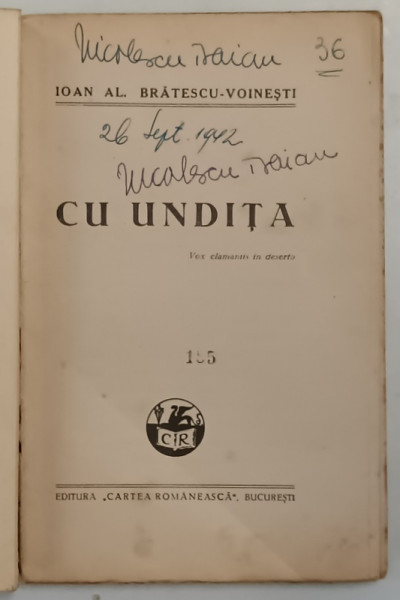 Nicolescu Traian 36
IOAN AL. BRĂTESCU-VOINEȘTI
26 Sept. 1942
Nicolescu Traian
CU UNDIȚA
Vox clamantis in deserto
185
CR
EDITURA „CARTEA ROMÂNEASCĂ“, BUCUREȘTI